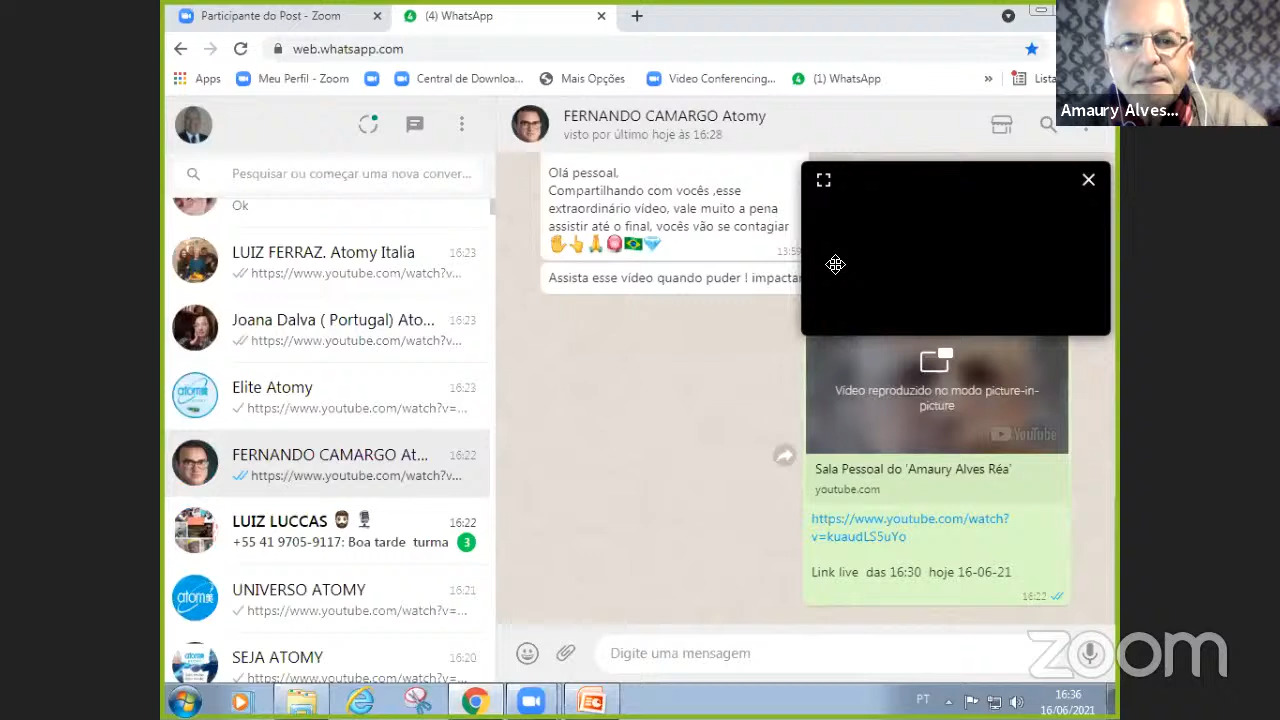 Participante do Post - Zoom
(4) WhatsApp
web.whatsapp.com
Apps
Meu Perfil - Zoom
Central de Downloa...
Mais Opções
Video Conferencing...
(1) WhatsApp
»
Lista
Amaury Alves...
FERNANDO CAMARGO Atomy
visto por último hoje às 16:28
Pesquisar ou começar uma nova conver...
Ok
LUIZ FERRAZ. Atomy Italia 16:23
https://www.youtube.com/watch?v...
Joana Dalva ( Portugal) Ato... 16:23
https://www.youtube.com/watch?v...
Elite Atomy 16:23
https://www.youtube.com/watch?v=...
FERNANDO CAMARGO At... 16:22
https://www.youtube.com/watch?v...
LUIZ LUCCAS 16:22
+55 41 9705-9117: Boa tarde turma 3
UNIVERSO ATOMY 16:21
https://www.youtube.com/watch?v=...
SEJA ATOMY 16:20
Olá pessoal,
Compartilhando com vocês ,esse
extraordinário vídeo, vale muito a pena
assistir até o final, vocês vão se contagiar
13:59
Assista esse vídeo quando puder ! impactan
Vídeo reproduzido no modo picture-in-
picture
YouTube
Sala Pessoal do 'Amaury Alves Réa'
youtube.com
https://www.youtube.com/watch?
v=kuaudLS5uYo
Link live das 16:30 hoje 16-06-21
16:22
Digite uma mensagem
zoom
PT
16:36
16/06/2021